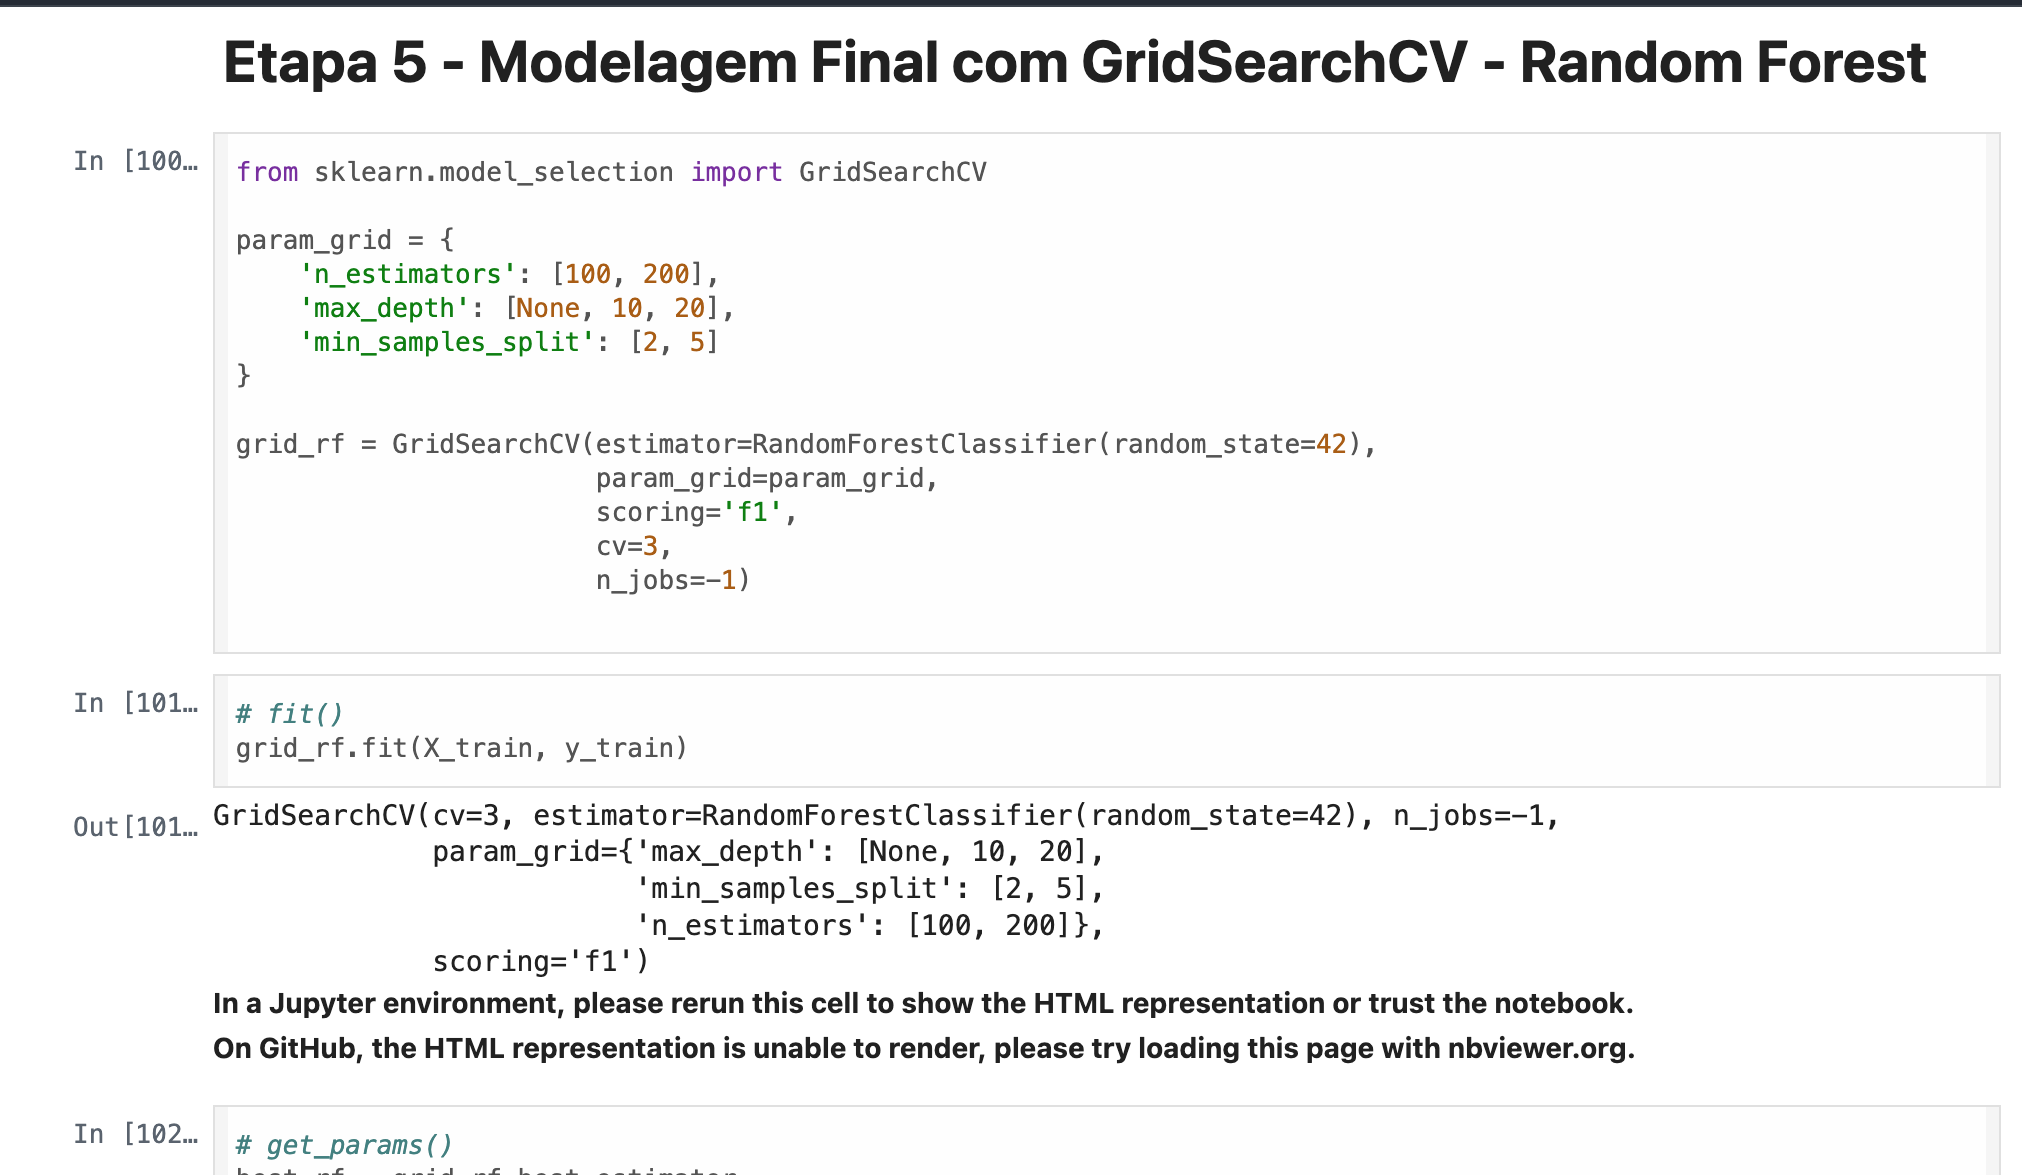 Etapa 5 - Modelagem Final com GridSearchCV - Random Forest
In [100…
from sklearn.model_selection import GridSearchCV
param_grid = {
    'n_estimators': [100, 200],
    'max_depth': [None, 10, 20],
    'min_samples_split': [2, 5]
}
grid_rf = GridSearchCV(estimator=RandomForestClassifier(random_state=42),
                       param_grid=param_grid,
                       scoring='f1',
                       cv=3,
                       n_jobs=-1)
In [101…
# fit()
grid_rf.fit(X_train, y_train)
Out[101…
GridSearchCV(cv=3, estimator=RandomForestClassifier(random_state=42), n_jobs=-1,
             param_grid={'max_depth': [None, 10, 20],
                         'min_samples_split': [2, 5],
                         'n_estimators': [100, 200]},
             scoring='f1')
In a Jupyter environment, please rerun this cell to show the HTML representation or trust the notebook.
On GitHub, the HTML representation is unable to render, please try loading this page with nbviewer.org.
In [102…
# get_params()